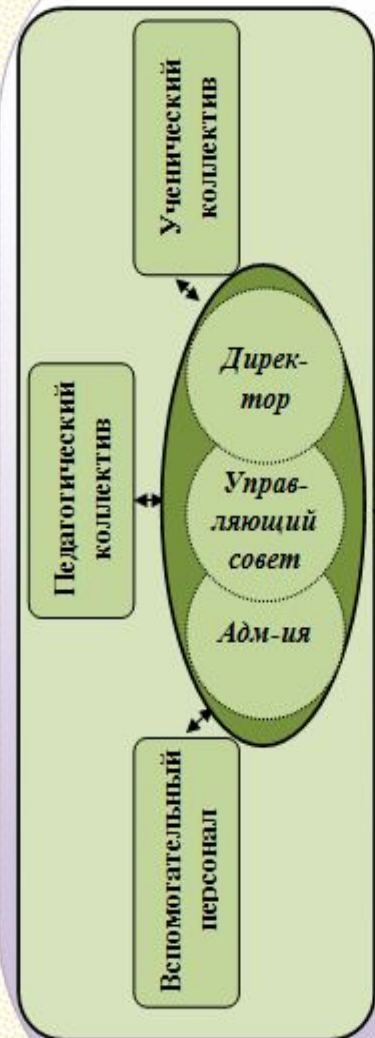 Педагогический
коллектив
Вспомогательный
персонал
Ученический
коллектив
Адм-ия
Управ-
ляющий
совет
Дирек-
тор